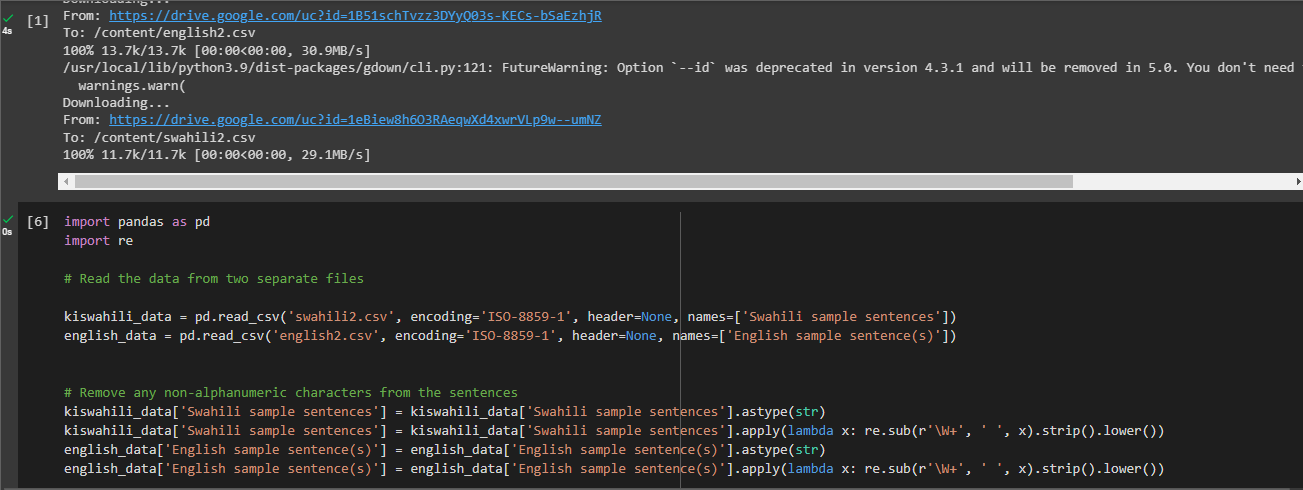 Downloading...
[1] From: https://drive.google.com/uc?id=1B51schTvzz3DYyQ03s-KECs-bSaEzhjR
4s
To: /content/english2.csv
100% 13.7k/13.7k [00:00<00:00, 30.9MB/s]
/usr/local/lib/python3.9/dist-packages/gdown/cli.py:121: FutureWarning: Option `--id` was deprecated in version 4.3.1 and will be removed in 5.0. You don't need
warnings.warn(
Downloading...
From: https://drive.google.com/uc?id=1eBiew8h6O3RAeqwXd4xwrVLp9w--umNZ
To: /content/swahili2.csv
100% 11.7k/11.7k [00:00<00:00, 29.1MB/s]
[6] import pandas as pd
0s
import re
# Read the data from two separate files
kiswahili_data = pd.read_csv('swahili2.csv', encoding='ISO-8859-1', header=None, names=['Swahili sample sentences'])
english_data = pd.read_csv('english2.csv', encoding='ISO-8859-1', header=None, names=['English sample sentence(s)'])
# Remove any non-alphanumeric characters from the sentences
kiswahili_data['Swahili sample sentences'] = kiswahili_data['Swahili sample sentences'].astype(str)
kiswahili_data['Swahili sample sentences'] = kiswahili_data['Swahili sample sentences'].apply(lambda x: re.sub(r'\W+', ' ', x).strip().lower())
english_data['English sample sentence(s)'] = english_data['English sample sentence(s)'].astype(str)
english_data['English sample sentence(s)'] = english_data['English sample sentence(s)'].apply(lambda x: re.sub(r'\W+', ' ', x).strip().lower())